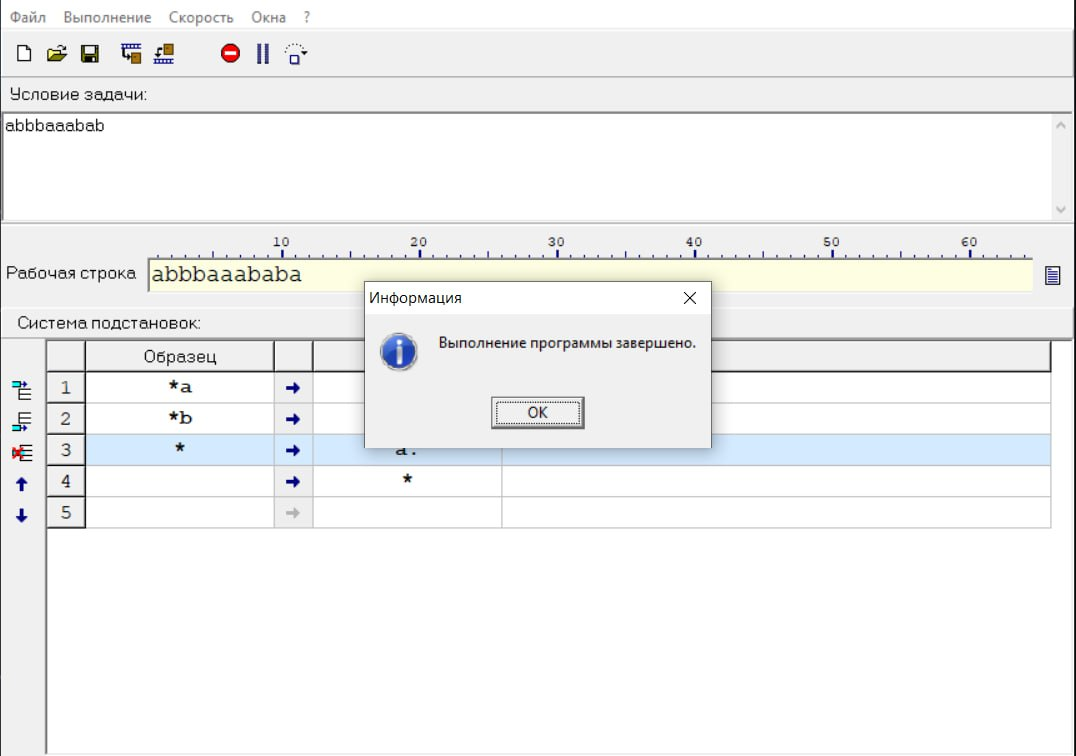 Файл Выполнение Скорость Окна ?
Условие задачи:
abbbaaabab
10 20 30 40 50 60
Рабочая строка abbbaaababa
Информация
Система подстановок:
Выполнение программы завершено.
Образец
1 *a →
OK
2 *b →
3 * → a.
4 → *
5 →